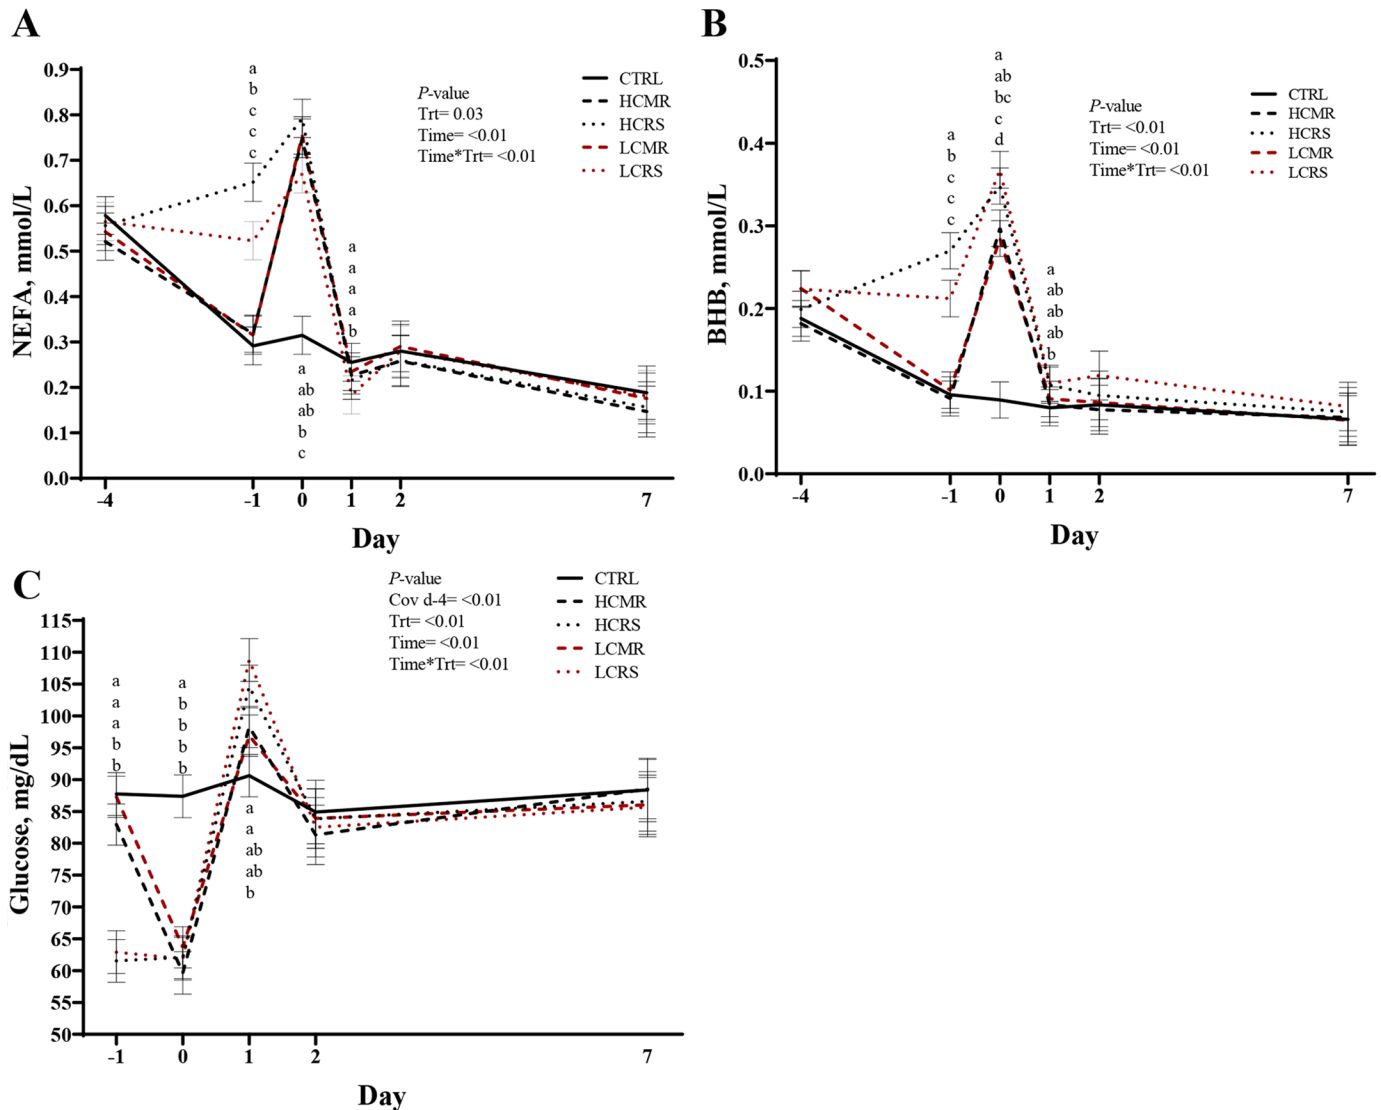 A
NEFA, mmol/L
0.9
0.8
0.7
0.6
0.5
0.4
0.3
0.2
0.1
0.0
a
b
c
c
c
P-value
Trt= 0.03
Time= <0.01
Time*Trt= <0.01
CTRL
HCMR
HCRS
LCMR
LCRS
a
a
a
a
b
a
ab
ab
b
c
-4
-1
0
1
2
7
Day
B
BHB, mmol/L
0.5
0.4
0.3
0.2
0.1
0.0
a
b
c
c
c
a
ab
bc
c
d
P-value
Trt= <0.01
Time= <0.01
Time*Trt= <0.01
CTRL
HCMR
HCRS
LCMR
LCRS
a
ab
ab
ab
b
-4
-1
0
1
2
7
Day
C
Glucose, mg/dL
115
110
105
100
95
90
85
80
75
70
65
60
55
50
P-value
Cov d-4= <0.01
Trt= <0.01
Time= <0.01
Time*Trt= <0.01
CTRL
HCMR
HCRS
LCMR
LCRS
a
a
a
b
b
a
b
b
b
b
a
a
ab
ab
b
-1
0
1
2
7
Day